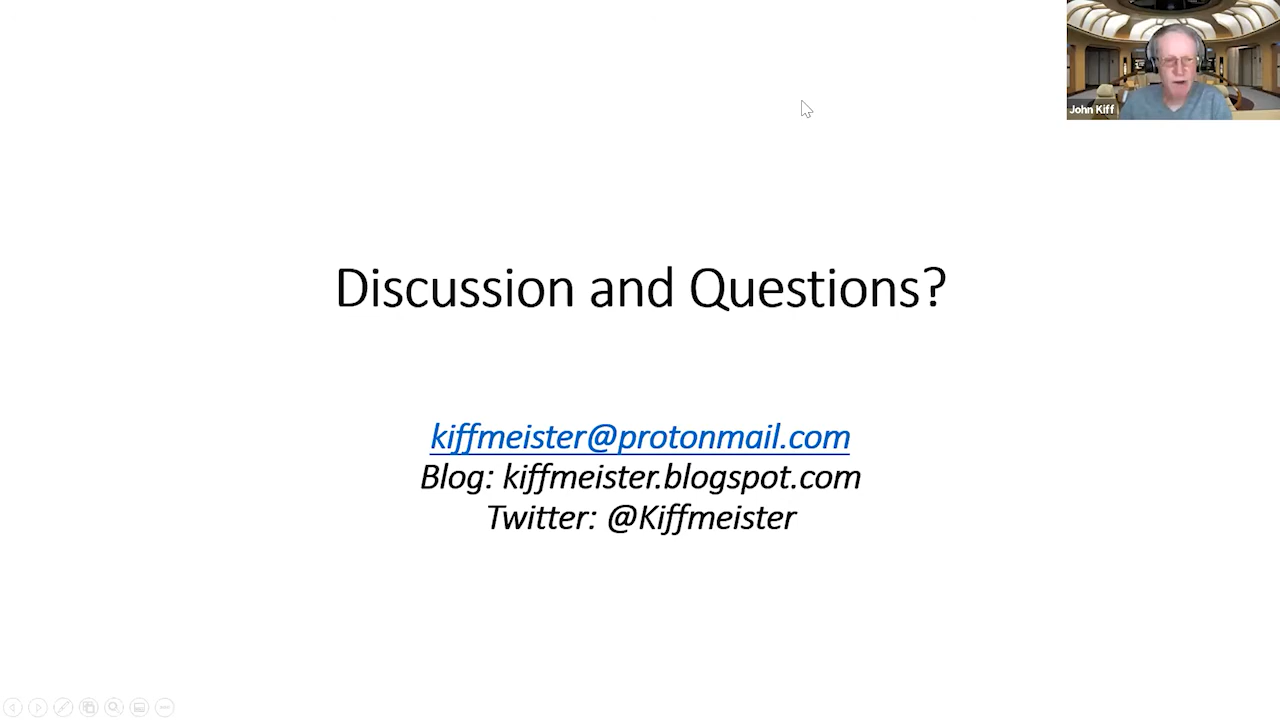 John Kiff
Discussion and Questions?
kiffmeister@protonmail.com
Blog: kiffmeister.blogspot.com
Twitter: @Kiffmeister